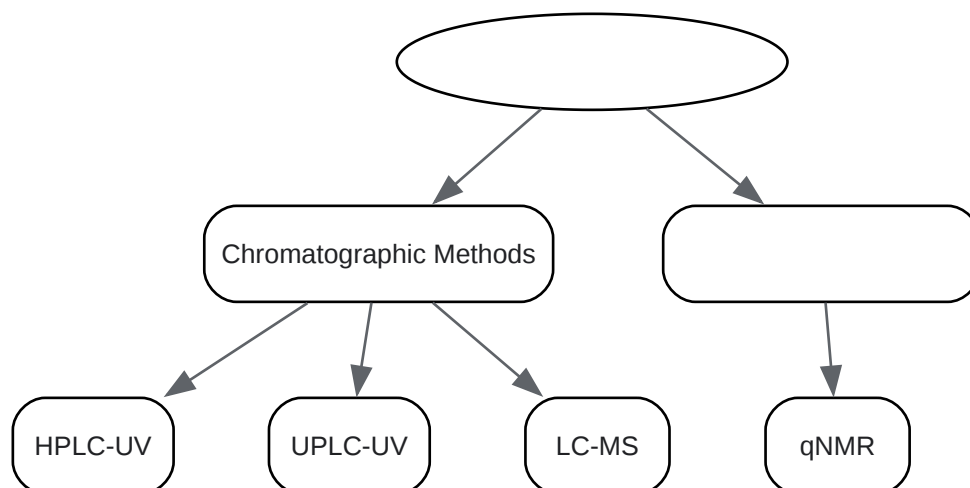 Chromatographic Methods
HPLC-UV
UPLC-UV
LC-MS
qNMR